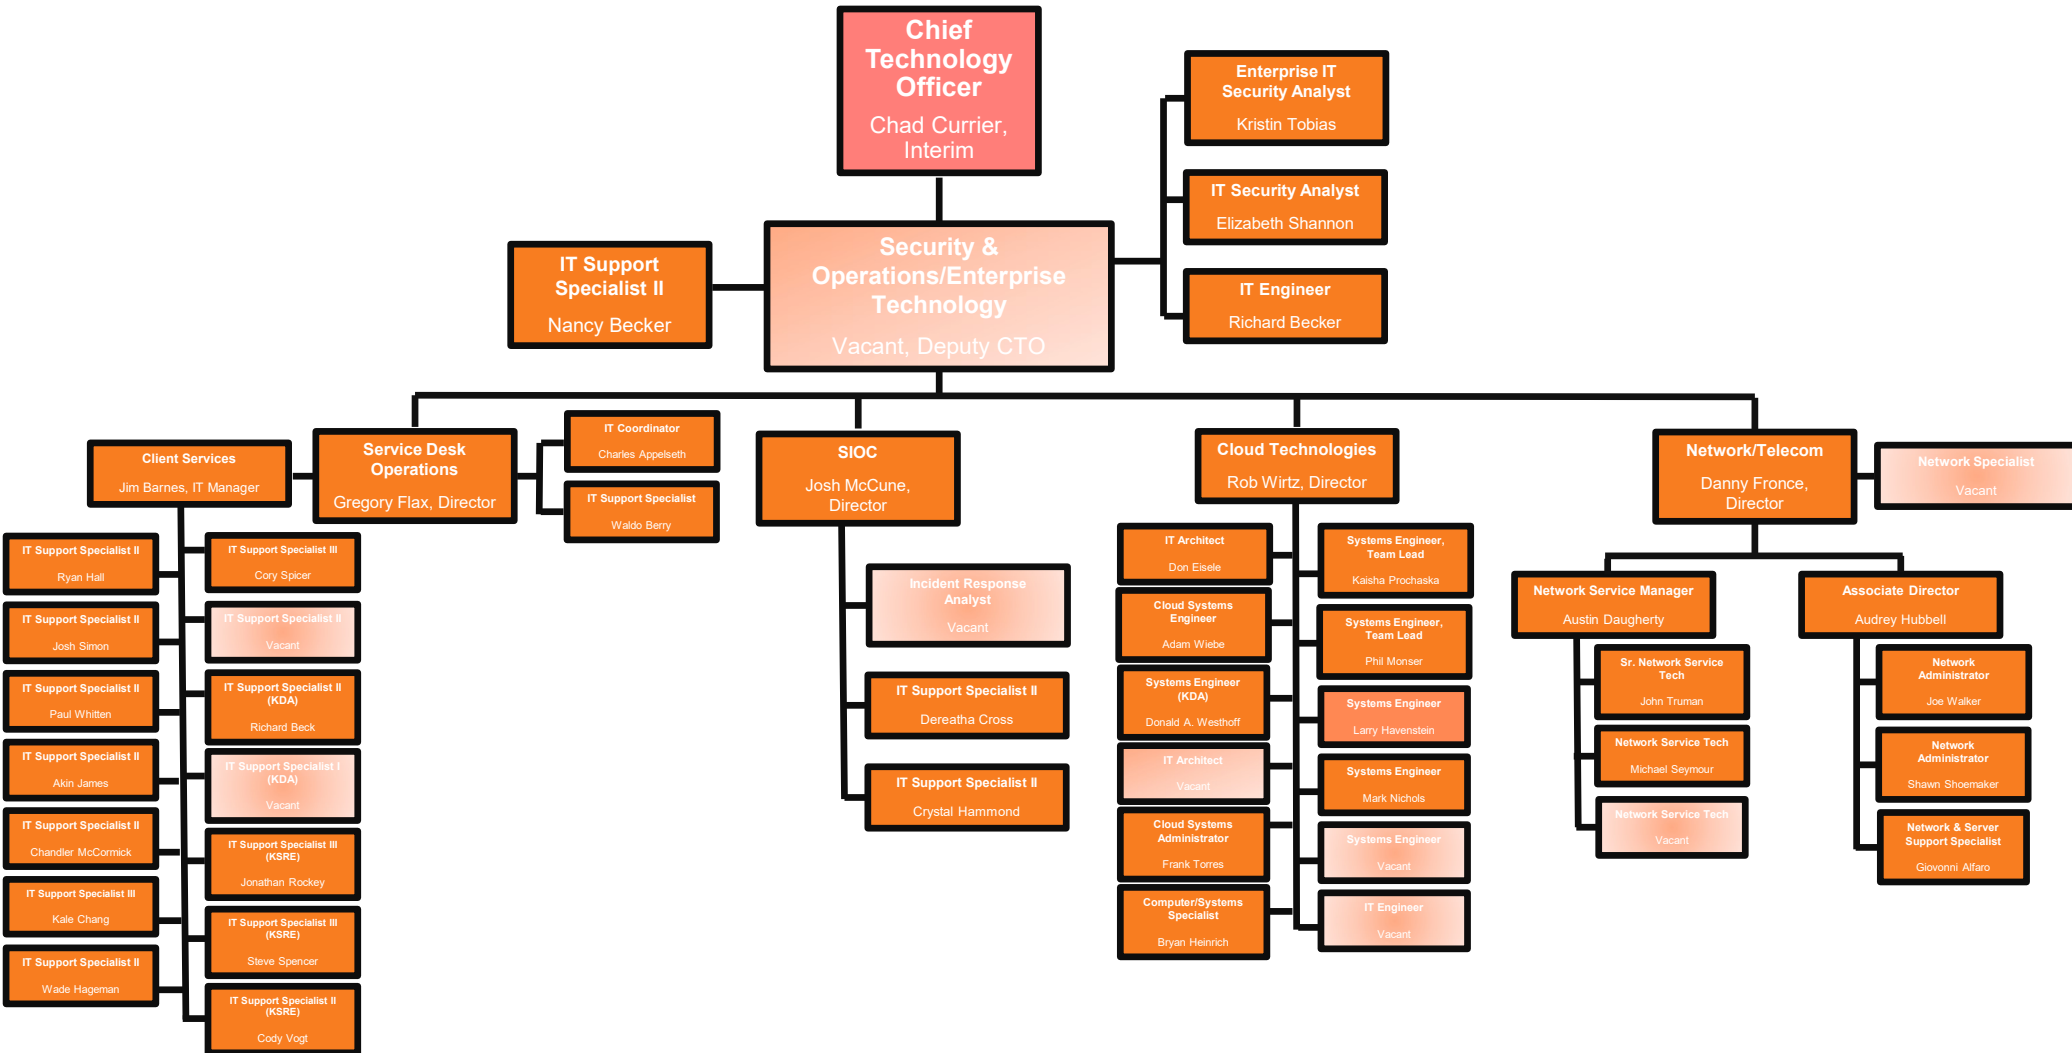 Chief
Technology
Officer
Chad Currier,
Interim
Enterprise IT
Security Analyst
Kristin Tobias
IT Security Analyst
Elizabeth Shannon
IT Engineer
Richard Becker
IT Support
Specialist II
Nancy Becker
Security &
Operations/Enterprise
Technology
Vacant, Deputy CTO
Client Services
Jim Barnes, IT Manager
Service Desk
Operations
Gregory Flax, Director
IT Coordinator
Charles Appelseth
IT Support Specialist
Waldo Berry
SIOC
Josh McCune,
Director
Cloud Technologies
Rob Wirtz, Director
Network/Telecom
Danny Fronce,
Director
Network Specialist
Vacant
IT Support Specialist II
Ryan Hall
IT Support Specialist II
Josh Simon
IT Support Specialist II
Paul Whitten
IT Support Specialist II
Akin James
IT Support Specialist II
Chandler McCormick
IT Support Specialist III
Kale Chang
IT Support Specialist II
Wade Hageman
IT Support Specialist III
Cory Spicer
IT Support Specialist II
Vacant
IT Support Specialist II
(KDA)
Richard Beck
IT Support Specialist I
(KDA)
Vacant
IT Support Specialist III
(KSRE)
Jonathan Rockey
IT Support Specialist III
(KSRE)
Steve Spencer
IT Support Specialist II
(KSRE)
Cody Vogt
Incident Response
Analyst
Vacant
IT Support Specialist II
Dereatha Cross
IT Support Specialist II
Crystal Hammond
IT Architect
Don Eisele
Cloud Systems
Engineer
Adam Wiebe
Systems Engineer
(KDA)
Donald A. Westhoff
IT Architect
Vacant
Cloud Systems
Administrator
Frank Torres
Computer/Systems
Specialist
Bryan Heinrich
Systems Engineer,
Team Lead
Kaisha Prochaska
Systems Engineer,
Team Lead
Phil Monser
Systems Engineer
Larry Havenstein
Systems Engineer
Mark Nichols
Systems Engineer
Vacant
IT Engineer
Vacant
Network Service Manager
Austin Daugherty
Sr. Network Service
Tech
John Truman
Network Service Tech
Michael Seymour
Network Service Tech
Vacant
Associate Director
Audrey Hubbell
Network
Administrator
Joe Walker
Network
Administrator
Shawn Shoemaker
Network & Server
Support Specialist
Giovonni Alfaro